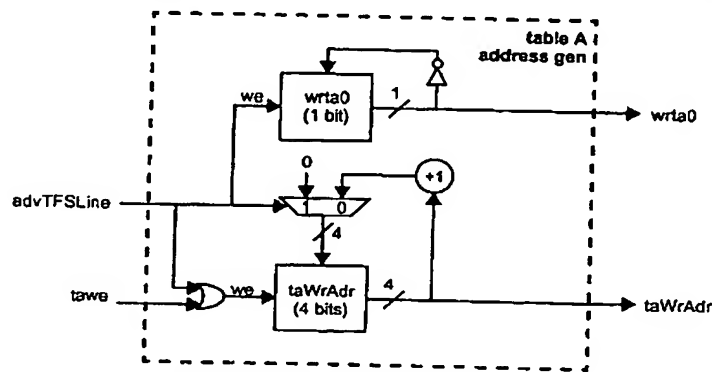 table A
address gen
we
wrta0
(1 bit)
1
wrta0
0
+1
advTFSLine
1 0
4
tawe
we
taWrAdr
(4 bits)
4
taWrAdr